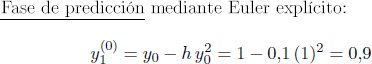 Fase de predicción mediante Euler explícito:
y_1^{(0)} = y_0 − h y_0^2 = 1 − 0,1 (1)^2 = 0,9